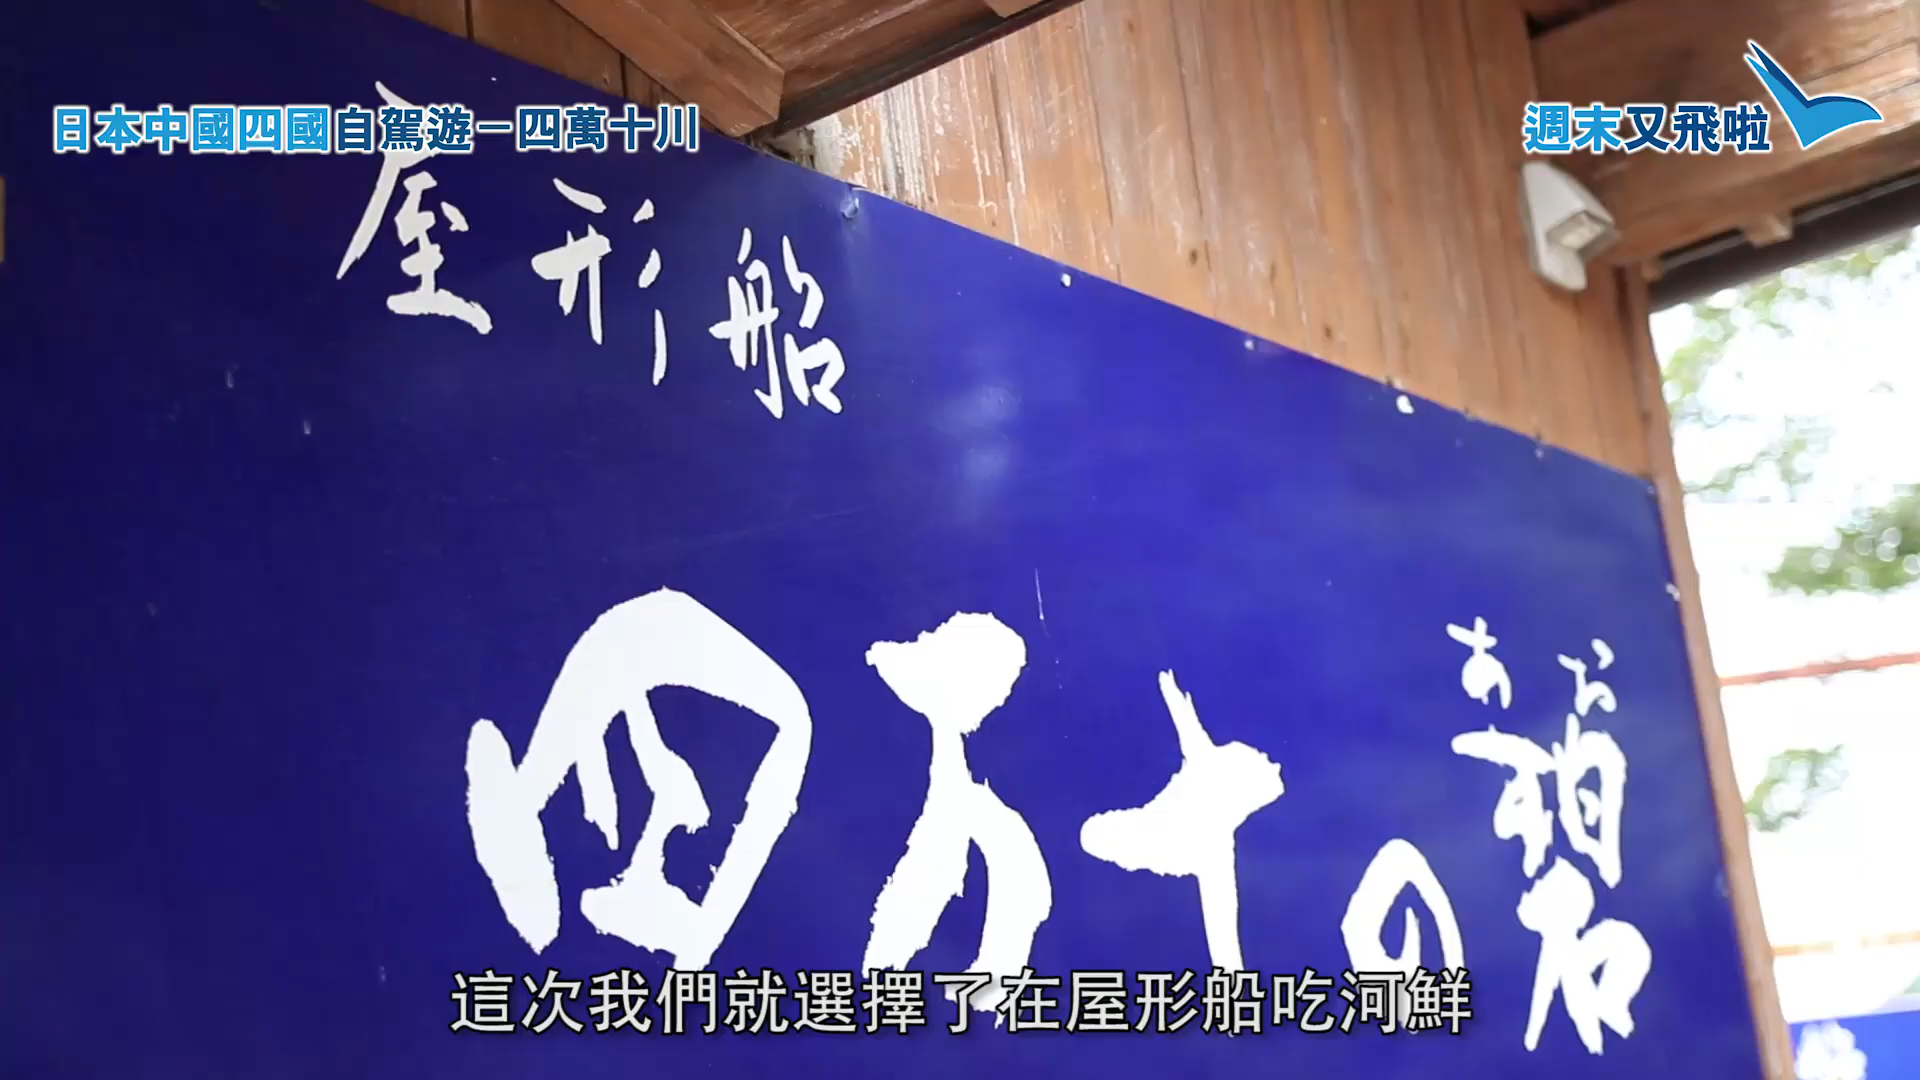 日本中國四國自駕遊－四萬十川
週末又飛啦
屋形船
四万十の
碧
あお
這次我們就選擇了在屋形船吃河鮮